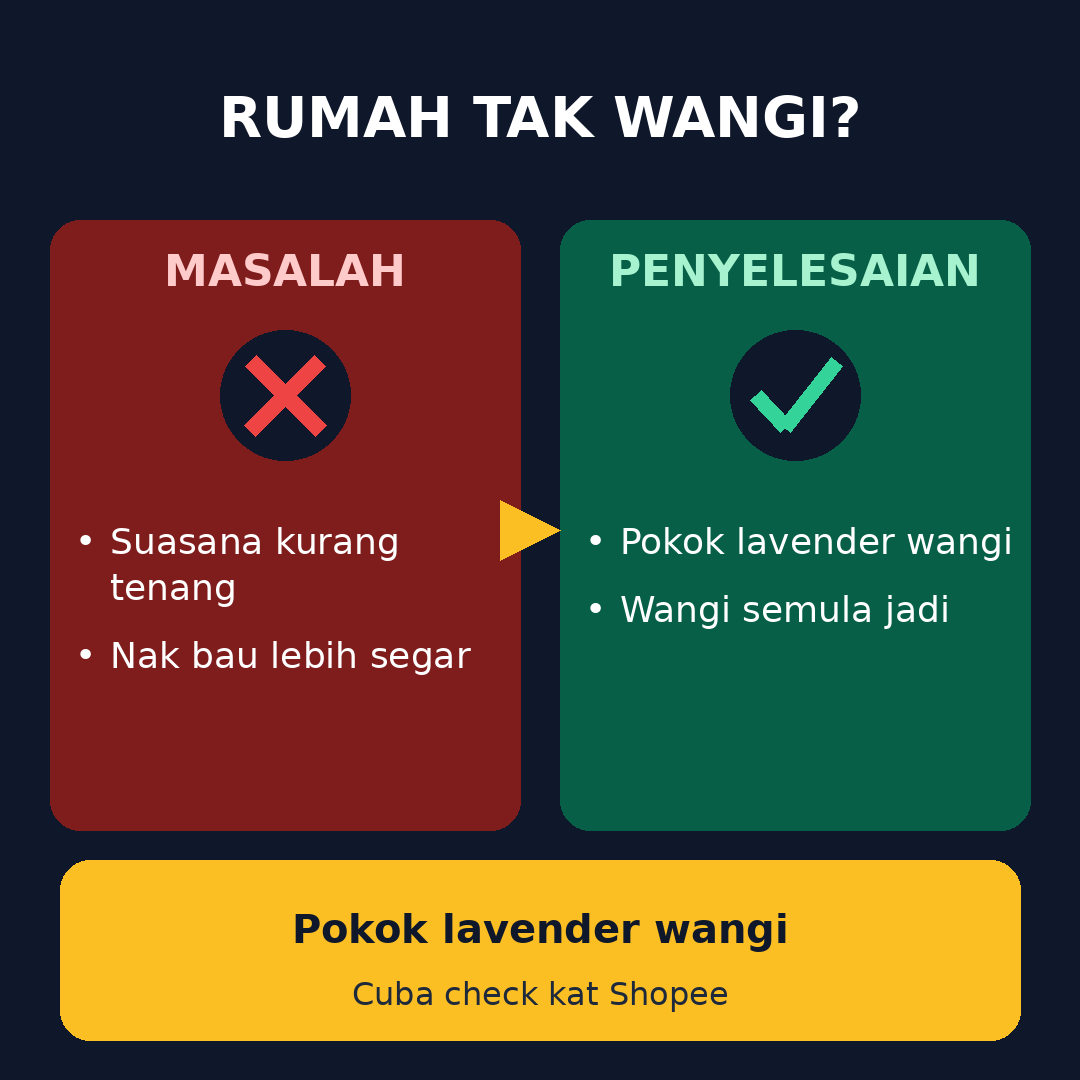 RUMAH TAK WANGI?
MASALAH
• Suasana kurang
tenang
• Nak bau lebih segar
PENYELESAIAN
• Pokok lavender wangi
• Wangi semula jadi
Pokok lavender wangi
Cuba check kat Shopee